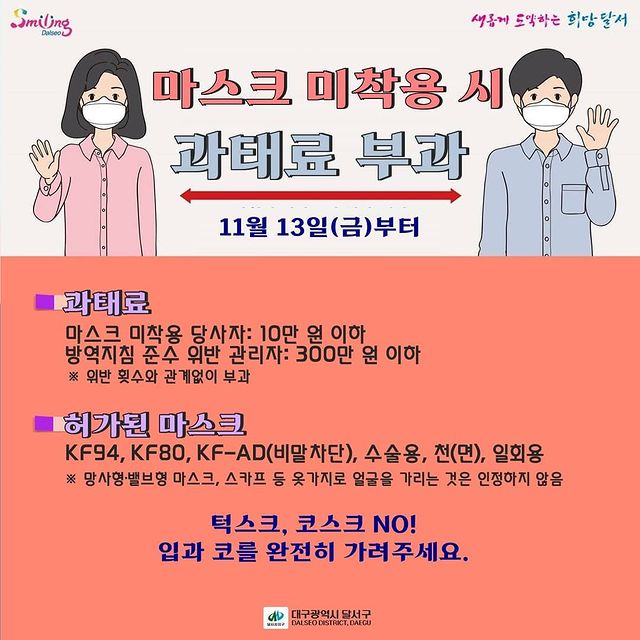 Smiling
Dalseo
새롭게 도약하는 희망달서
마스크 미착용 시
과태료 부과
11월 13일(금)부터
과태료
마스크 미착용 당사자: 10만 원 이하
방역지침 준수 위반 관리자: 300만 원 이하
※ 위반 횟수와 관계없이 부과
허가된 마스크
KF94, KF80, KF-AD(비말차단), 수술용, 천(면), 일회용
※ 망사형·밸브형 마스크, 스카프 등 옷가지로 얼굴을 가리는 것은 인정하지 않음
턱스크, 코스크 NO!
입과 코를 완전히 가려주세요.
대구광역시 달서구
DALSEO DISTRICT, DAEGU